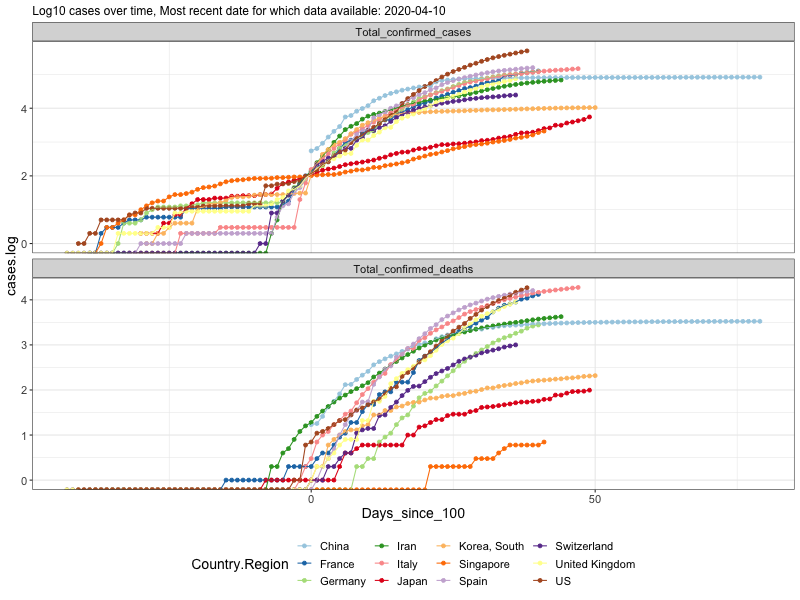 Log10 cases over time, Most recent date for which data available: 2020-04-10
Total_confirmed_cases
4
2
0
cases.log
Total_confirmed_deaths
4
3
2
1
0
0 50
Days_since_100
Country.Region
China Iran Korea, South Switzerland
France Italy Singapore United Kingdom
Germany Japan Spain US